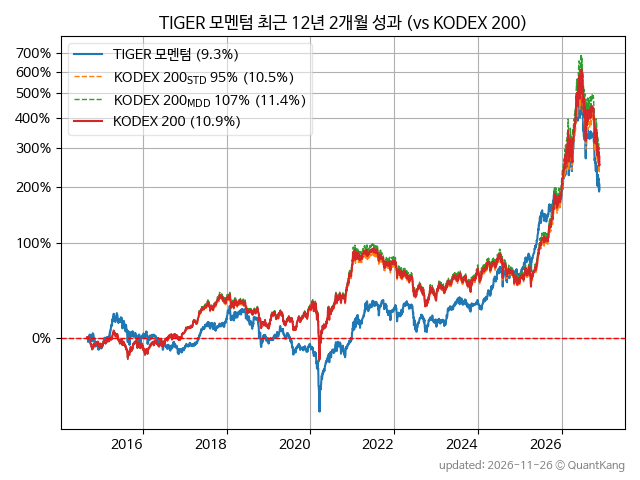 TIGER 모멘텀 최근 12년 2개월 성과 (vs KODEX 200)
TIGER 모멘텀 (9.3%)
KODEX 200STD 95% (10.5%)
KODEX 200MDD 107% (11.4%)
KODEX 200 (10.9%)
700%
600%
500%
400%
300%
200%
100%
0%
2016 2018 2020 2022 2024 2026
updated: 2026-11-26 © QuantKang